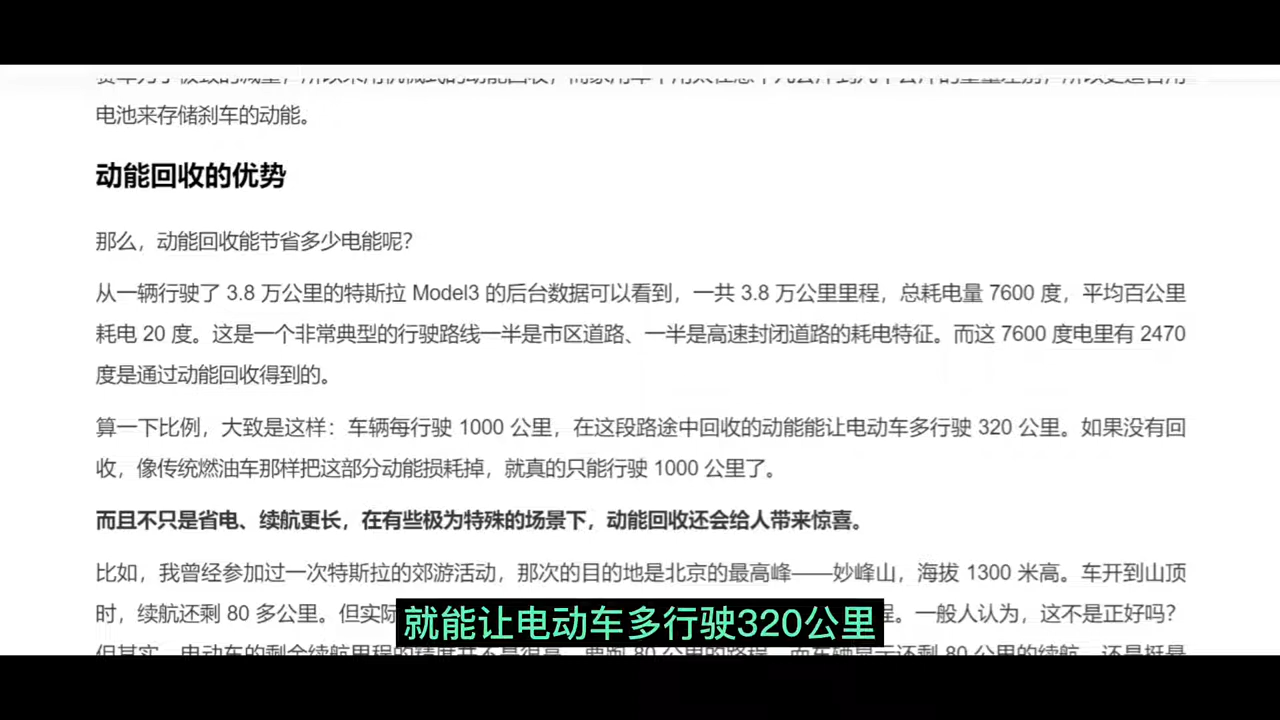 电池来存储刹车的动能。
动能回收的优势
那么，动能回收能节省多少电能呢？
从一辆行驶了 3.8 万公里的特斯拉 Model3 的后台数据可以看到，一共 3.8 万公里里程，总耗电量 7600 度，平均百公里
耗电 20 度。这是一个非常典型的行驶路线一半是市区道路、一半是高速封闭道路的耗电特征。而这 7600 度电里有 2470
度是通过动能回收得到的。
算一下比例，大致是这样：车辆每行驶 1000 公里，在这段路途中回收的动能能让电动车多行驶 320 公里。如果没有回
收，像传统燃油车那样把这部分动能损耗掉，就真的只能行驶 1000 公里了。
而且不只是省电、续航更长，在有些极为特殊的场景下，动能回收还会给人带来惊喜。
比如，我曾经参加过一次特斯拉的郊游活动，那次的目的地是北京的最高峰——妙峰山，海拔 1300 米高。车开到山顶
时，续航还剩 80 多公里。但实际 程。一般人认为，这不是正好吗？
就能让电动车多行驶320公里